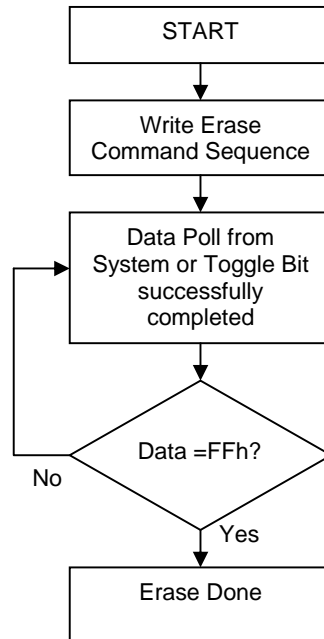 START
Write Erase
Command Sequence
Data Poll from
System or Toggle Bit
successfully
completed
Data =FFh?
No
Yes
Erase Done